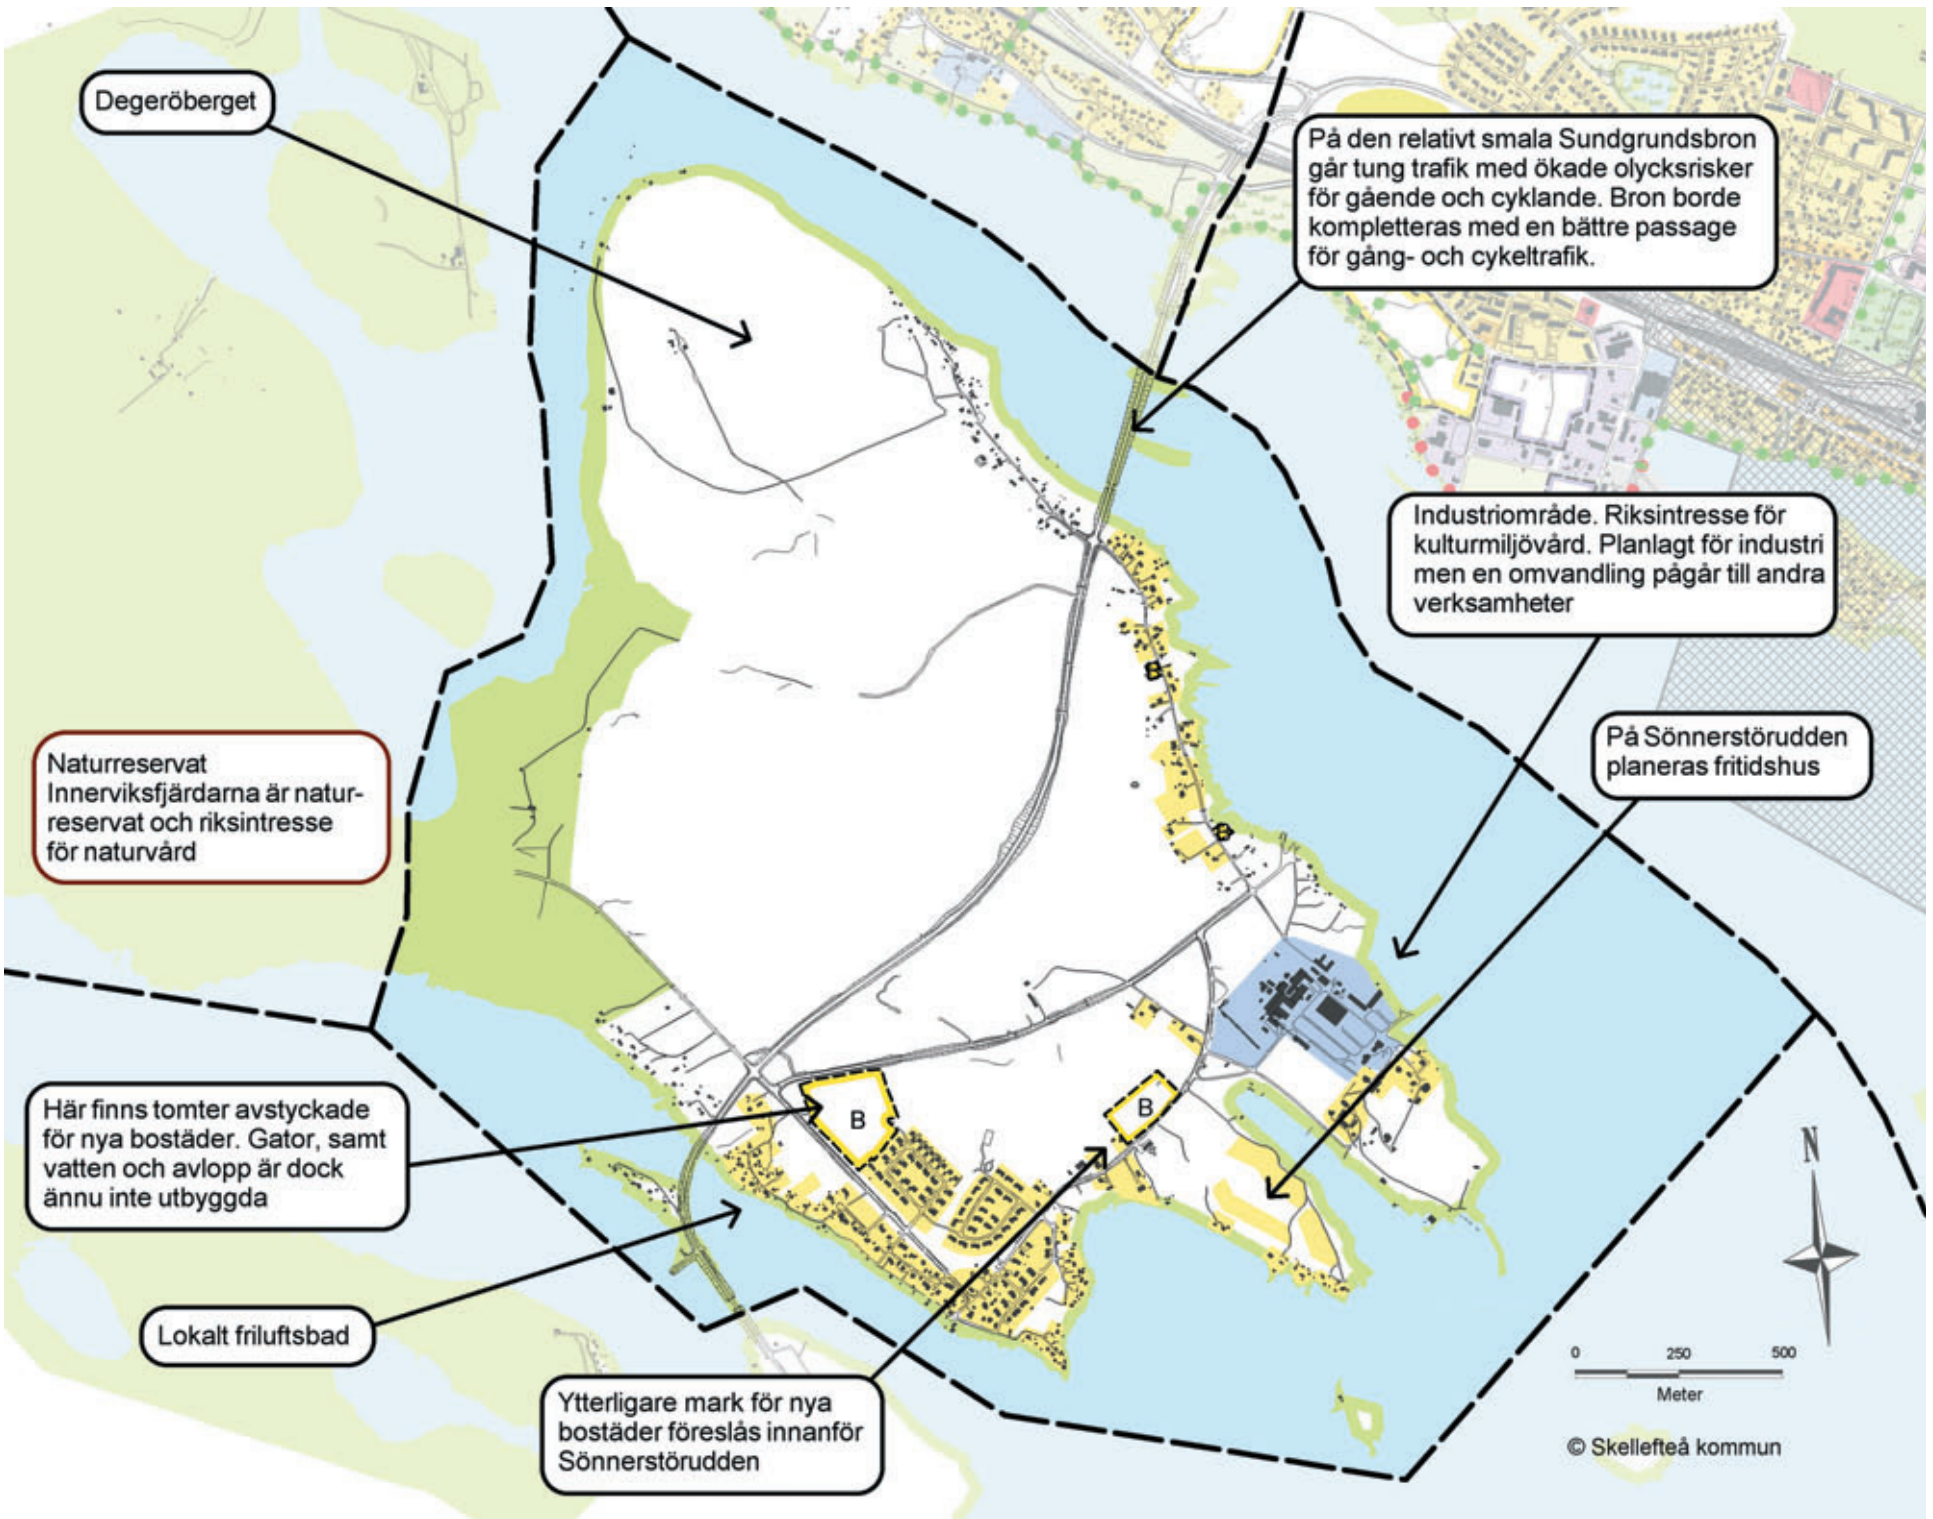 Degeröberget
På den relativt smala Sundgrundsbron
går tung trafik med ökade olycksrisker
för gående och cyklande. Bron borde
kompletteras med en bättre passage
för gång- och cykeltrafik.
Industriområde. Riksintresse för
kulturmiljövård. Planlagt för industri
men en omvandling pågår till andra
verksamheter
På Sönnerstörudden
planeras fritidshus
Naturreservat
Innerviksfjärdarna är natur-
reservat och riksintresse
för naturvård
Här finns tomter avstyckade
för nya bostäder. Gator, samt
vatten och avlopp är dock
ännu inte utbyggda
B
B
Lokalt friluftsbad
Ytterligare mark för nya
bostäder föreslås innanför
Sönnerstörudden
N
0 250 500
Meter
© Skellefteå kommun